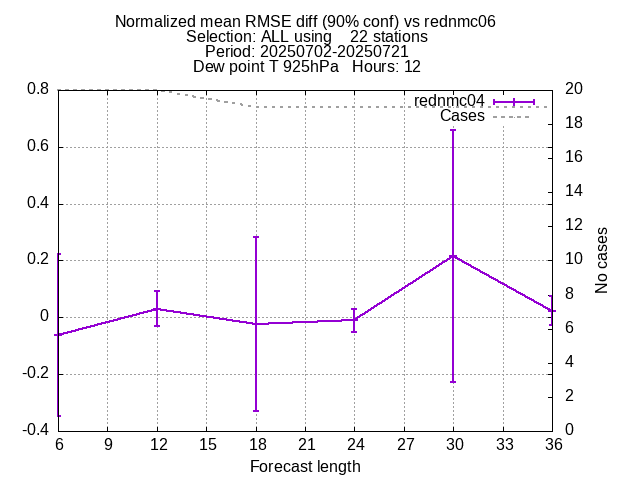 Normalized mean RMSE diff (90% conf) vs rednmc06
Selection: ALL using    22 stations
Period: 20250702-20250721
Dew point T 925hPa   Hours: 12
rednmc04
Cases
0.8
0.6
0.4
0.2
0
-0.2
-0.4
20
18
16
14
12
10
8
6
4
2
0
No cases
6 9 12 15 18 21 24 27 30 33 36
Forecast length